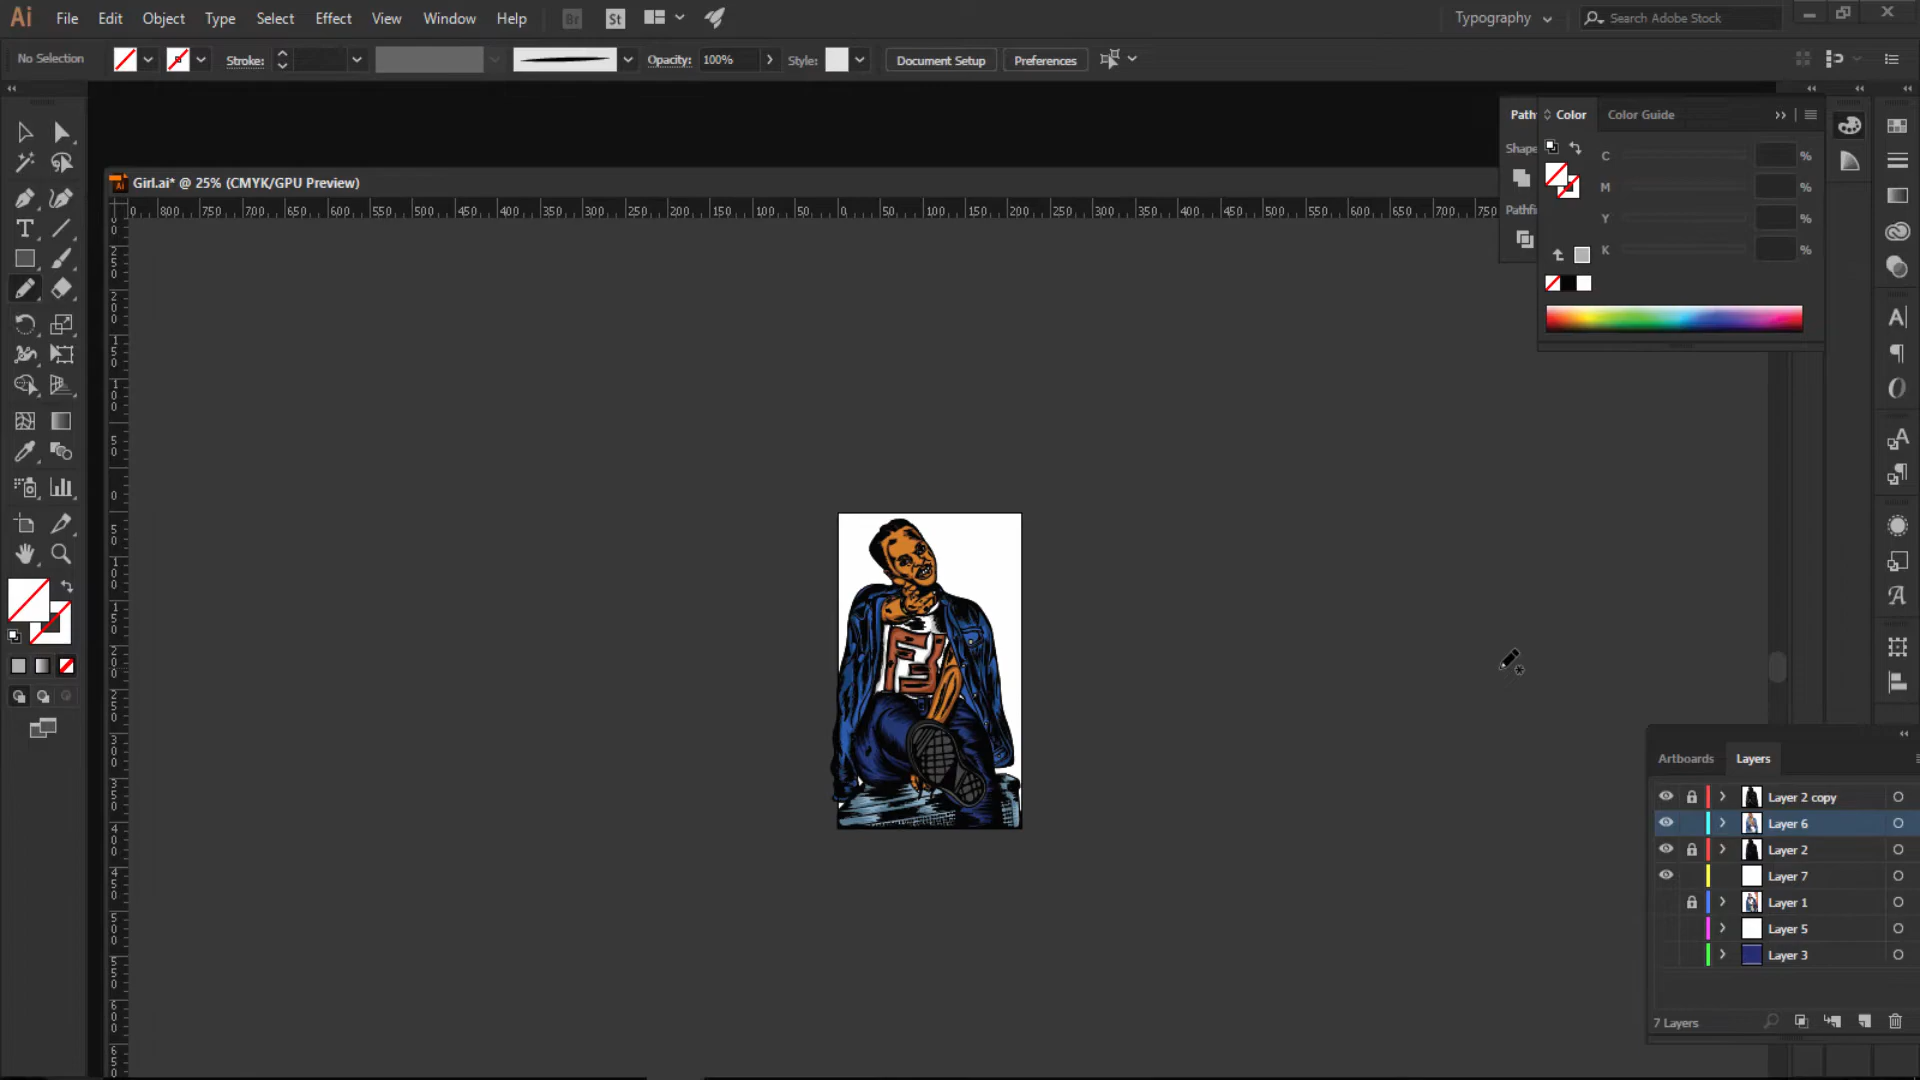 Ai File Edit Object Type Select Effect View Window Help Br St Typography Search Adobe Stock
No Selection Stroke: Opacity: 100% Style: Document Setup Preferences
Path Color Color Guide
Shape C %
M %
Pathfi Y %
K %
Girl.ai* @ 25% (CMYK/GPU Preview)
0 800 750 700 650 600 550 500 450 400 350 300 250 200 150 100 50 0 50 100 150 200 250 300 350 400 450 500 550 600 650 700 750 800
Artboards Layers
Layer 2 copy
Layer 6
Layer 2
Layer 7
Layer 1
Layer 5
Layer 3
7 Layers